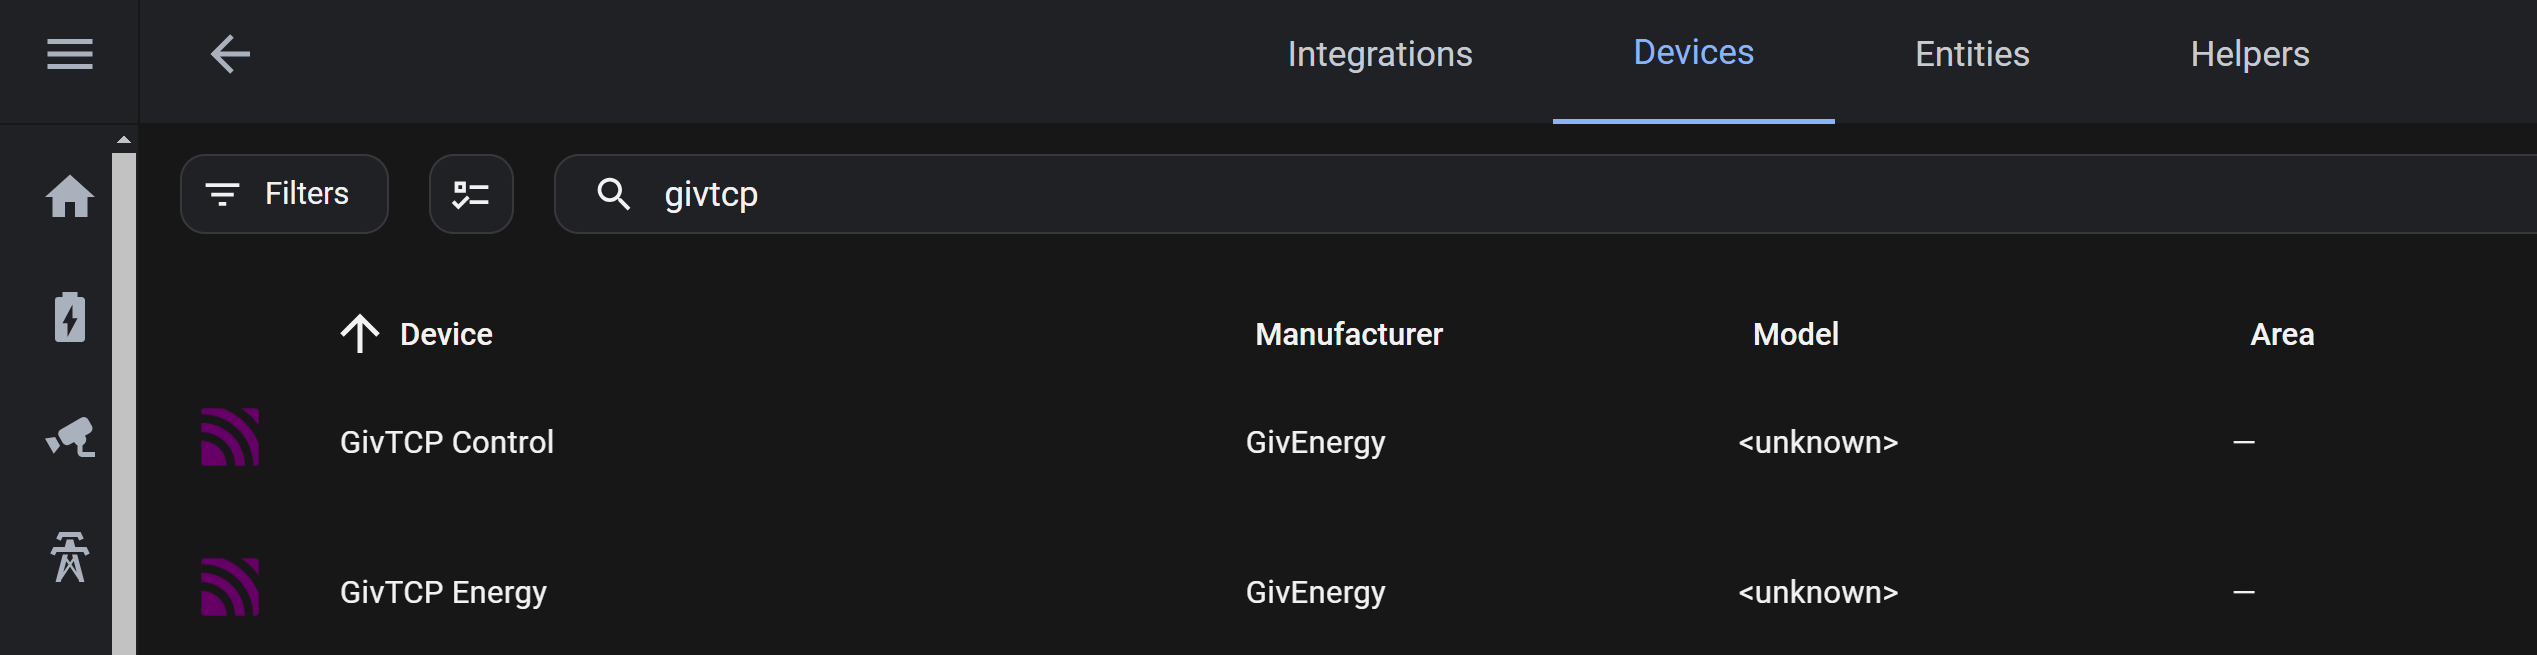 Integrations Devices Entities Helpers
Filters givtcp
Device Manufacturer Model Area
GivTCP Control GivEnergy <unknown> —
GivTCP Energy GivEnergy <unknown> —